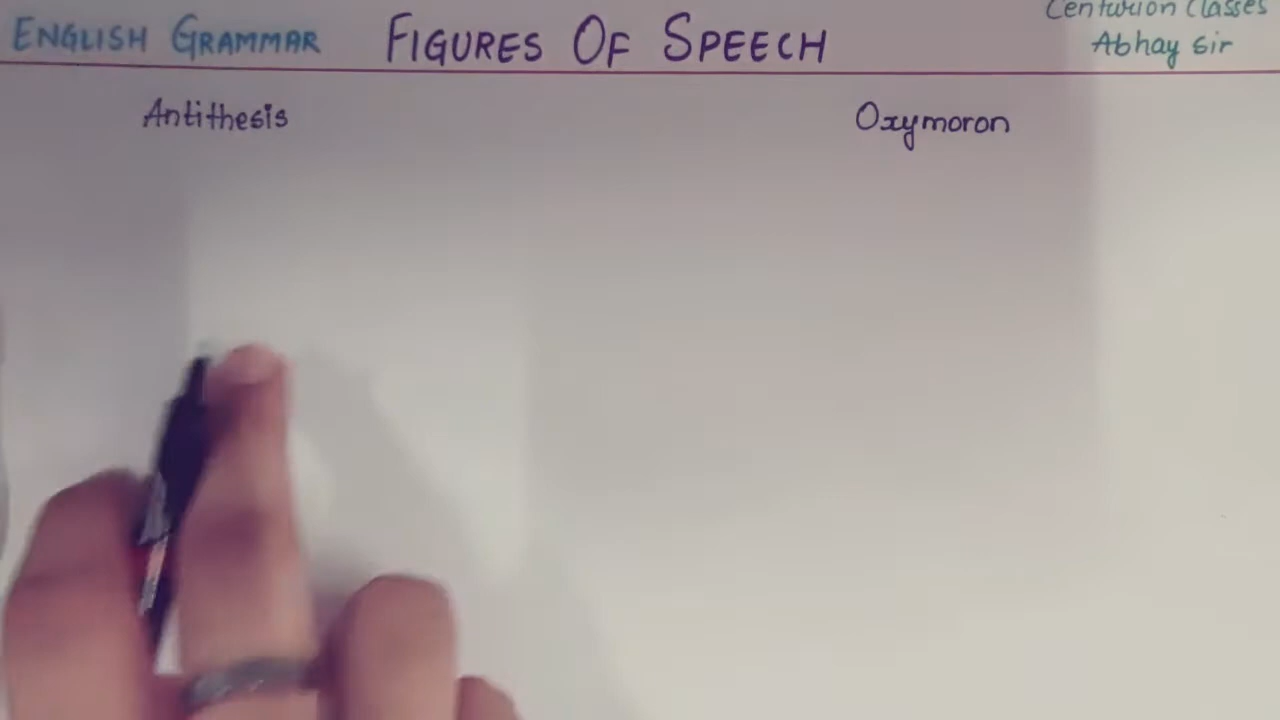 ENGLISH GRAMMAR FIGURES OF SPEECH
Centurion Classes
Abhay Sir
Antithesis
Oxymoron